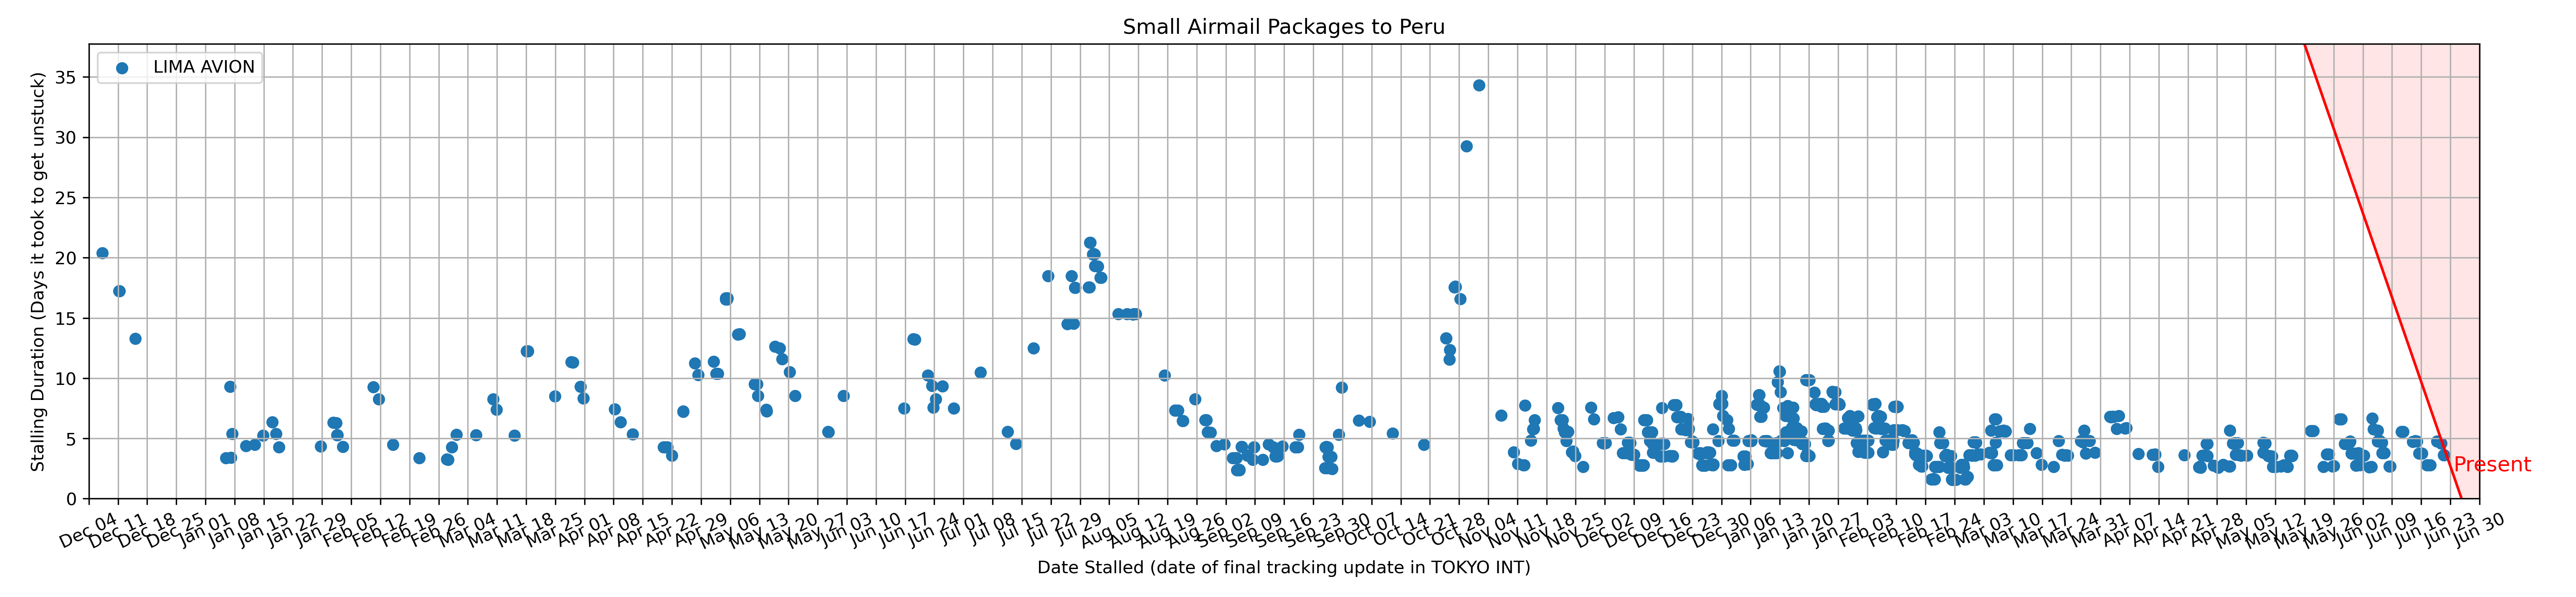 Small Airmail Packages to Peru
LIMA AVION
Stalling Duration (Days it took to get unstuck)
35
30
25
20
15
10
5
0
Present
Dec 04 Dec 11 Dec 18 Dec 25 Jan 01 Jan 08 Jan 15 Jan 22 Jan 29 Feb 05 Feb 12 Feb 19 Feb 26 Mar 04 Mar 11 Mar 18 Mar 25 Apr 01 Apr 08 Apr 15 Apr 22 Apr 29 May 06 May 13 May 20 May 27 Jun 03 Jun 10 Jun 17 Jun 24 Jul 01 Jul 08 Jul 15 Jul 22 Jul 29 Aug 05 Aug 12 Aug 19 Aug 26 Sep 02 Sep 09 Sep 16 Sep 23 Sep 30 Oct 07 Oct 14 Oct 21 Oct 28 Nov 04 Nov 11 Nov 18 Nov 25 Dec 02 Dec 09 Dec 16 Dec 23 Dec 30 Jan 06 Jan 13 Jan 20 Jan 27 Feb 03 Feb 10 Feb 17 Feb 24 Mar 03 Mar 10 Mar 17 Mar 24 Mar 31 Apr 07 Apr 14 Apr 21 Apr 28 May 05 May 12 May 19 May 26 Jun 02 Jun 09 Jun 16 Jun 23 Jun 30
Date Stalled (date of final tracking update in TOKYO INT)